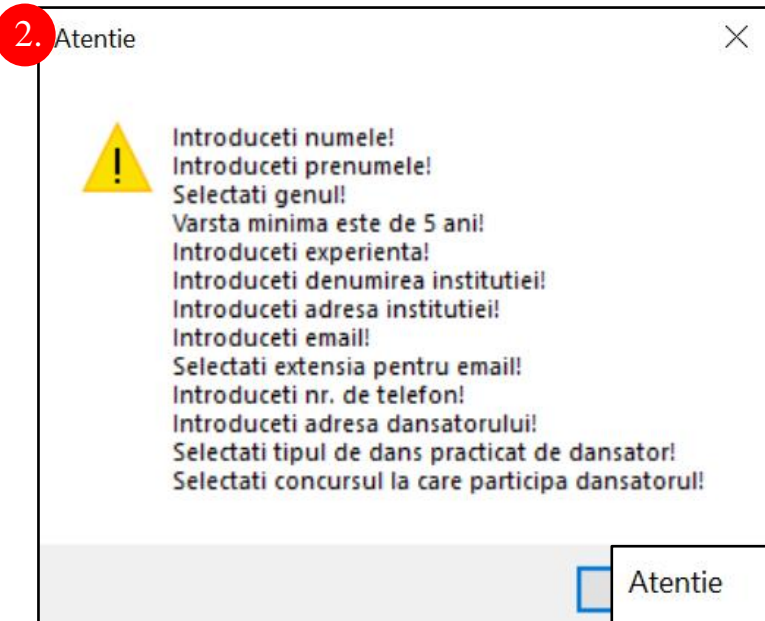 2. Atentie
Introduceti numele!
Introduceti prenumele!
Selectati genul!
Varsta minima este de 5 ani!
Introduceti experienta!
Introduceti denumirea institutiei!
Introduceti adresa institutiei!
Introduceti email!
Selectati extensia pentru email!
Introduceti nr. de telefon!
Introduceti adresa dansatorului!
Selectati tipul de dans practicat de dansator!
Selectati concursul la care participa dansatorul!
Atentie